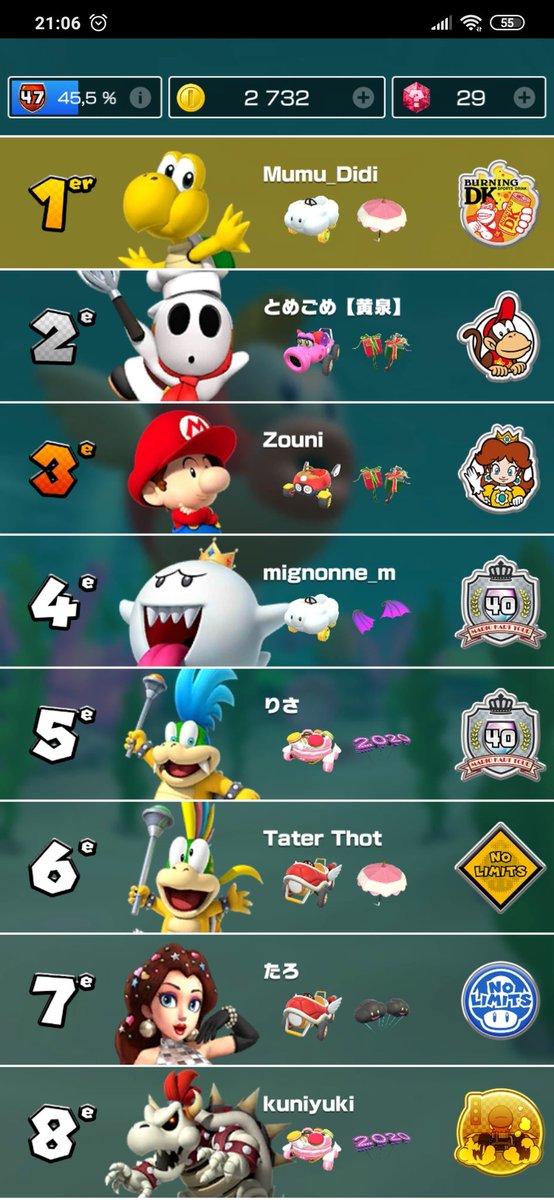 21:06
55
47 45,5 % i
2 732
29
1er
Mumu_Didi
BURNING
DK
SPORTS DRINK
2e
とめごめ【黄泉】
3e
Zouni
4e
mignonne_m
40
MARIO KART TOUR
5e
りさ
2020
40
MARIO KART TOUR
6e
Tater Thot
NO
LIMITS
7e
たろ
NO
LIMITS
8e
kuniyuki
2020